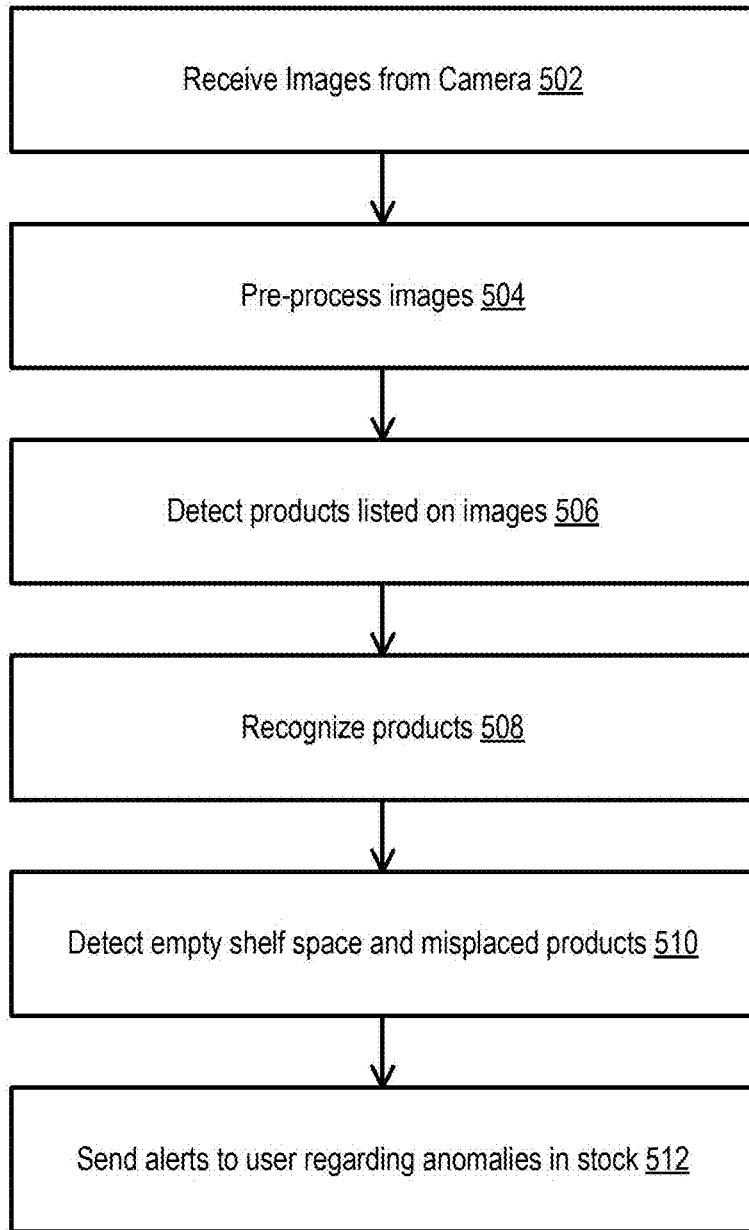 Receive Images from Camera 502
Pre-process images 504
Detect products listed on images 506
Recognize products 508
Detect empty shelf space and misplaced products 510
Send alerts to user regarding anomalies in stock 512